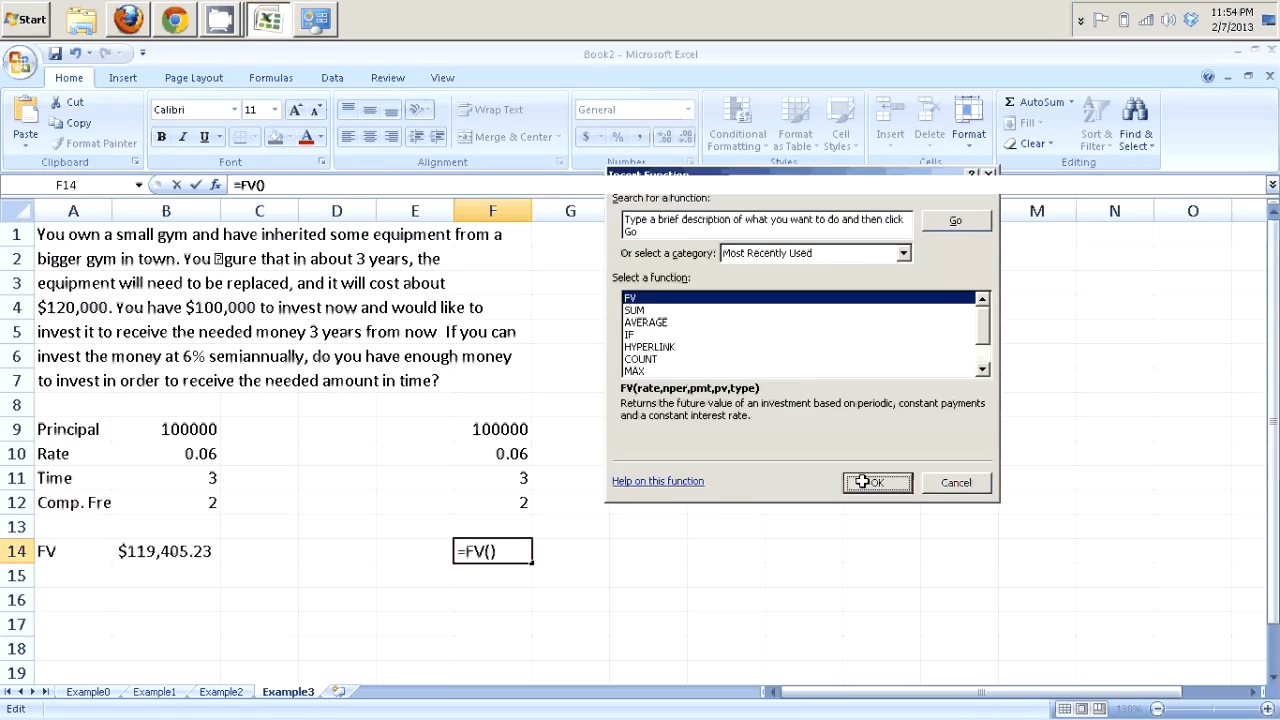 Start
11:54 PM
2/7/2013
Book2 - Microsoft Excel
Home Insert Page Layout Formulas Data Review View
Paste
Cut
Copy
Format Painter
Clipboard
Calibri 11
B I U
Font
Wrap Text
Merge & Center
Alignment
General
$ % ,
Number
Conditional Formatting
Format as Table
Cell Styles
Styles
Insert Delete Format
Cells
AutoSum
Fill
Clear
Sort & Filter
Find & Select
Editing
F14 fx =FV()
A B C D E F G M N O
1 You own a small gym and have inherited some equipment from a
2 bigger gym in town. You gure that in about 3 years, the
3 equipment will need to be replaced, and it will cost about
4 $120,000. You have $100,000 to invest now and would like to
5 invest it to receive the needed money 3 years from now If you can
6 invest the money at 6% semiannually, do you have enough money
7 to invest in order to receive the needed amount in time?
8
9 Principal 100000 100000
10 Rate 0.06 0.06
11 Time 3 3
12 Comp. Fre 2 2
13
14 FV $119,405.23 =FV()
15
16
17
18
19
Insert Function
Search for a function:
Type a brief description of what you want to do and then click
Go
Go
Or select a category: Most Recently Used
Select a function:
FV
SUM
AVERAGE
IF
HYPERLINK
COUNT
MAX
FV(rate,nper,pmt,pv,type)
Returns the future value of an investment based on periodic, constant payments
and a constant interest rate.
Help on this function
OK Cancel
Example0 Example1 Example2 Example3
Edit
130%